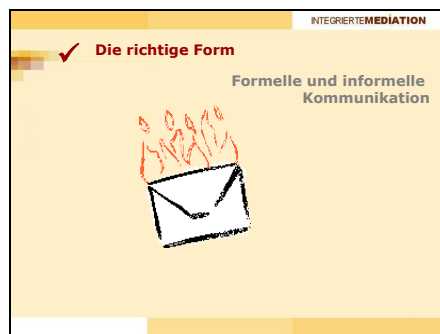 INTEGRIERTEMEDIATION
Die richtige Form
Formelle und informelle
Kommunikation